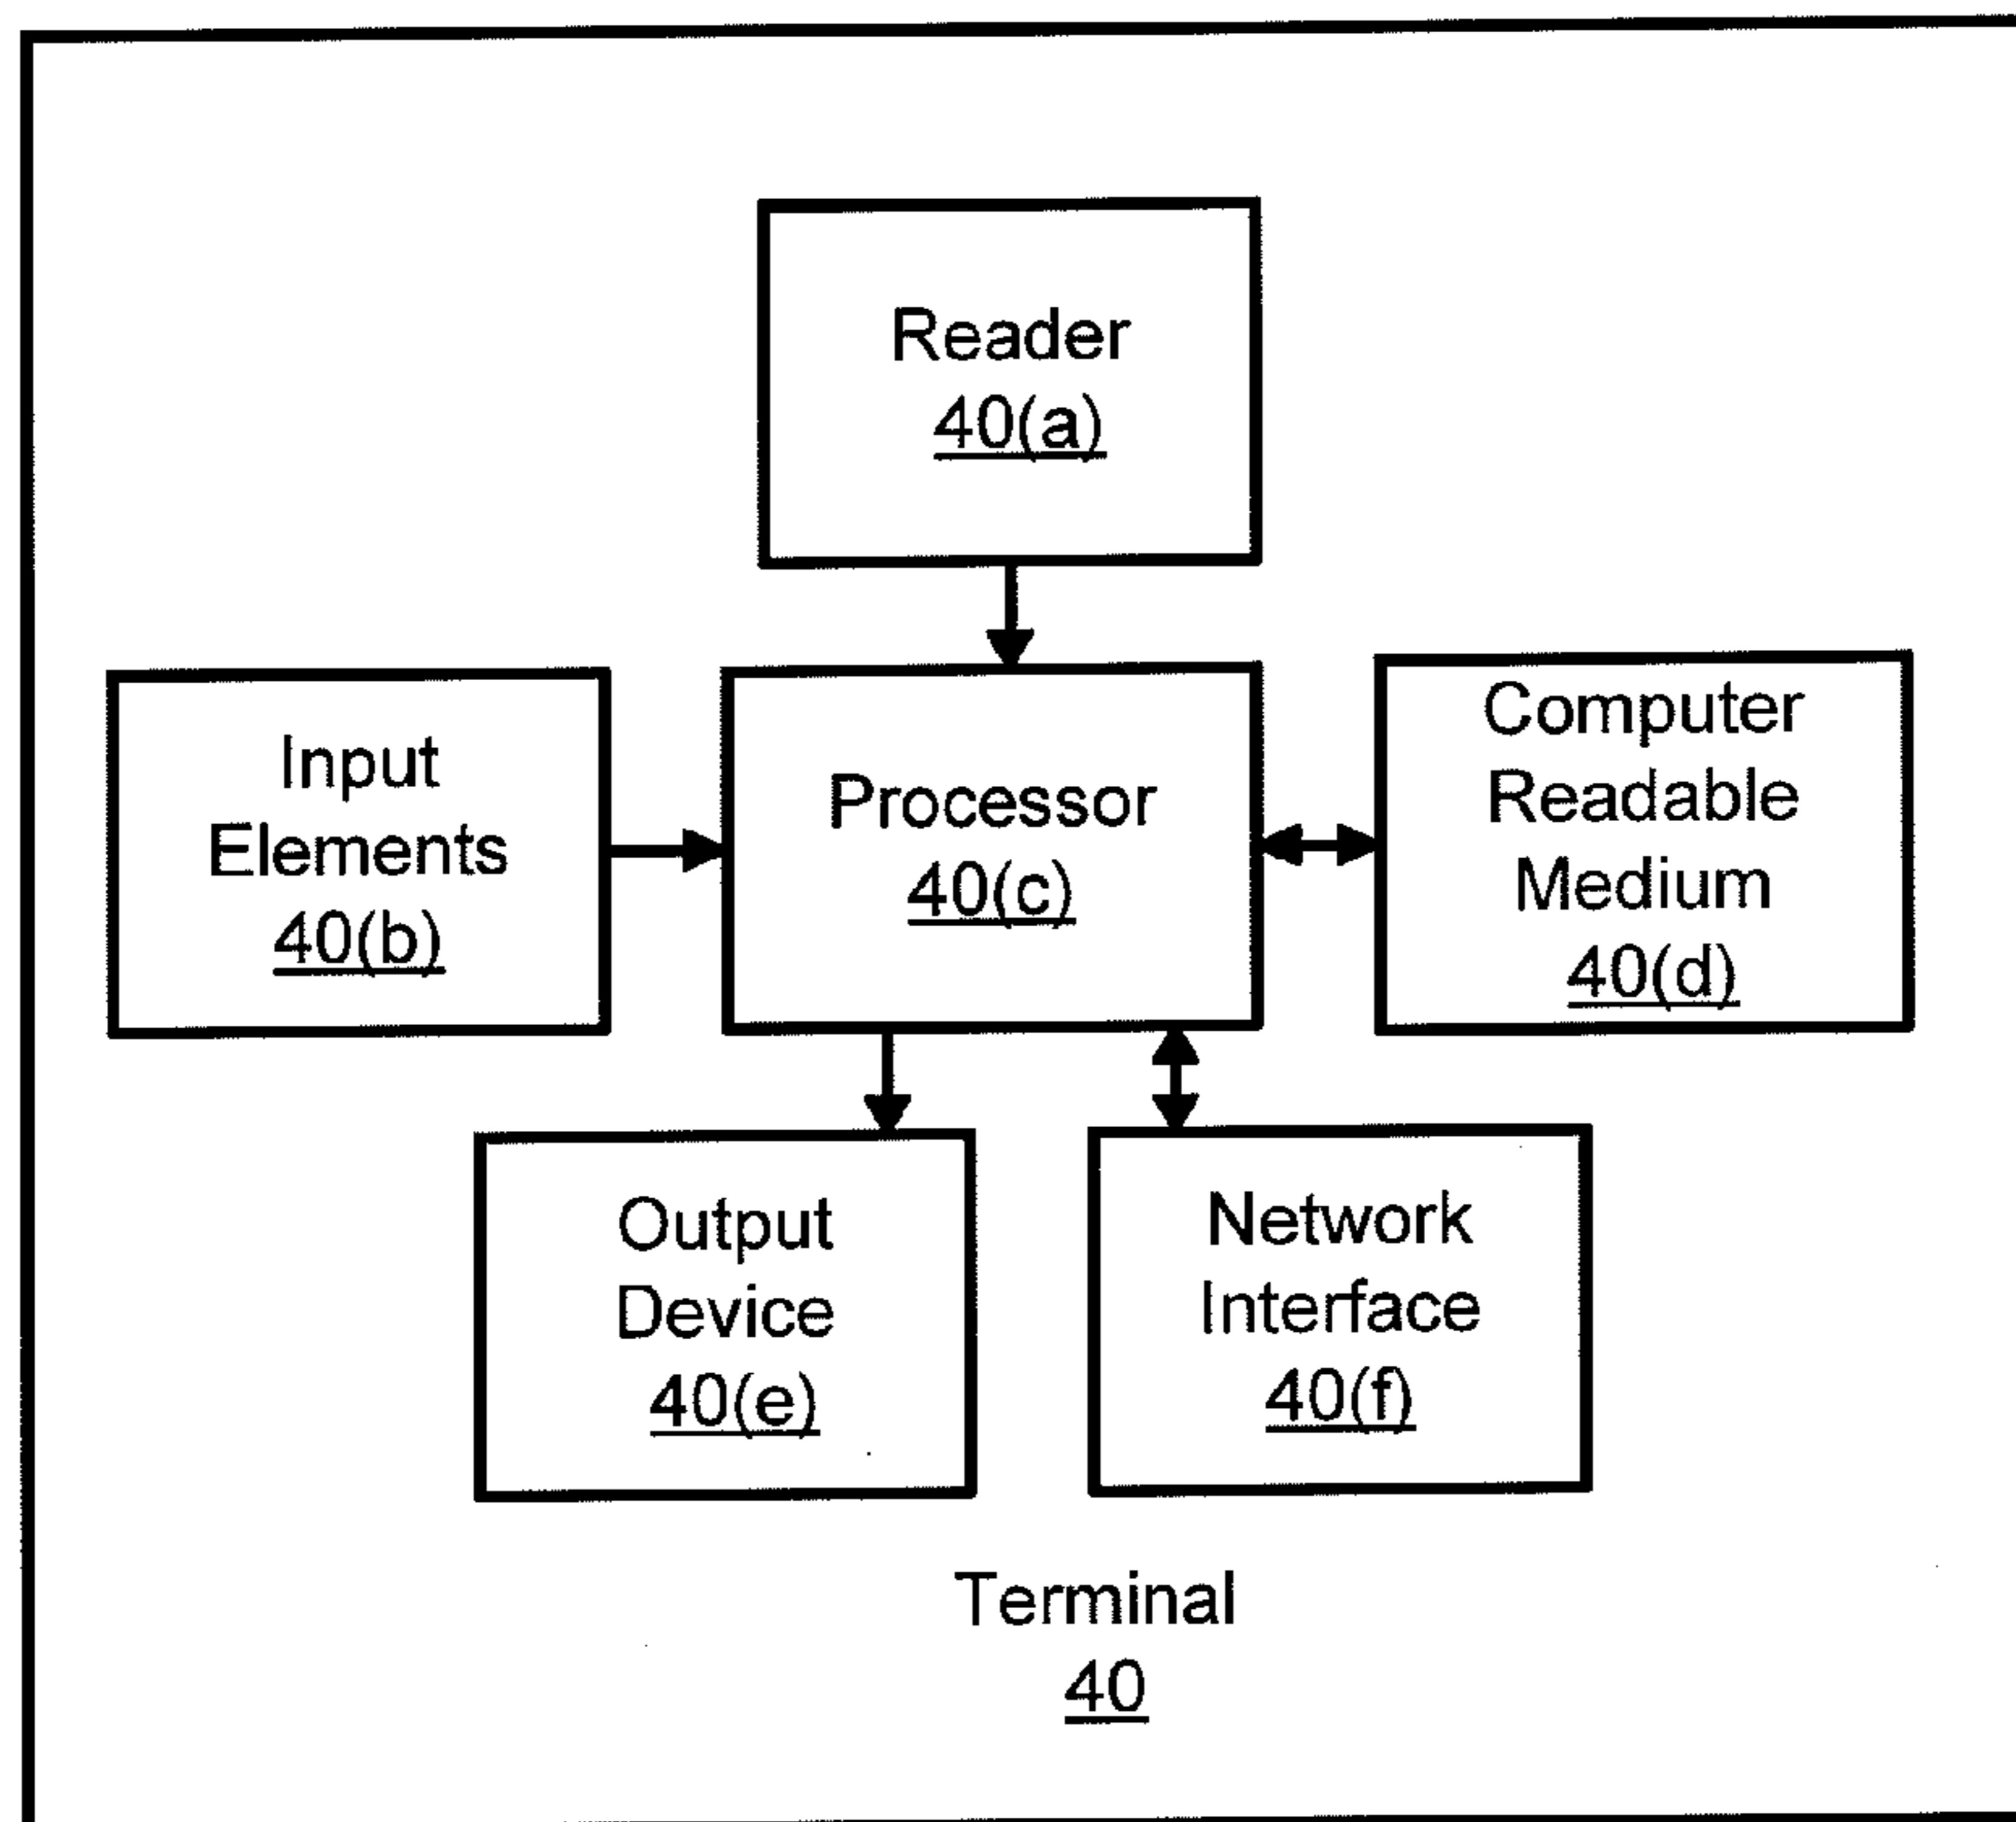 Reader
40(a)
Input
Elements
40(b)
Processor
40(c)
Computer
Readable
Medium
40(d)
Output
Device
40(e)
Network
Interface
40(f)
Terminal
40